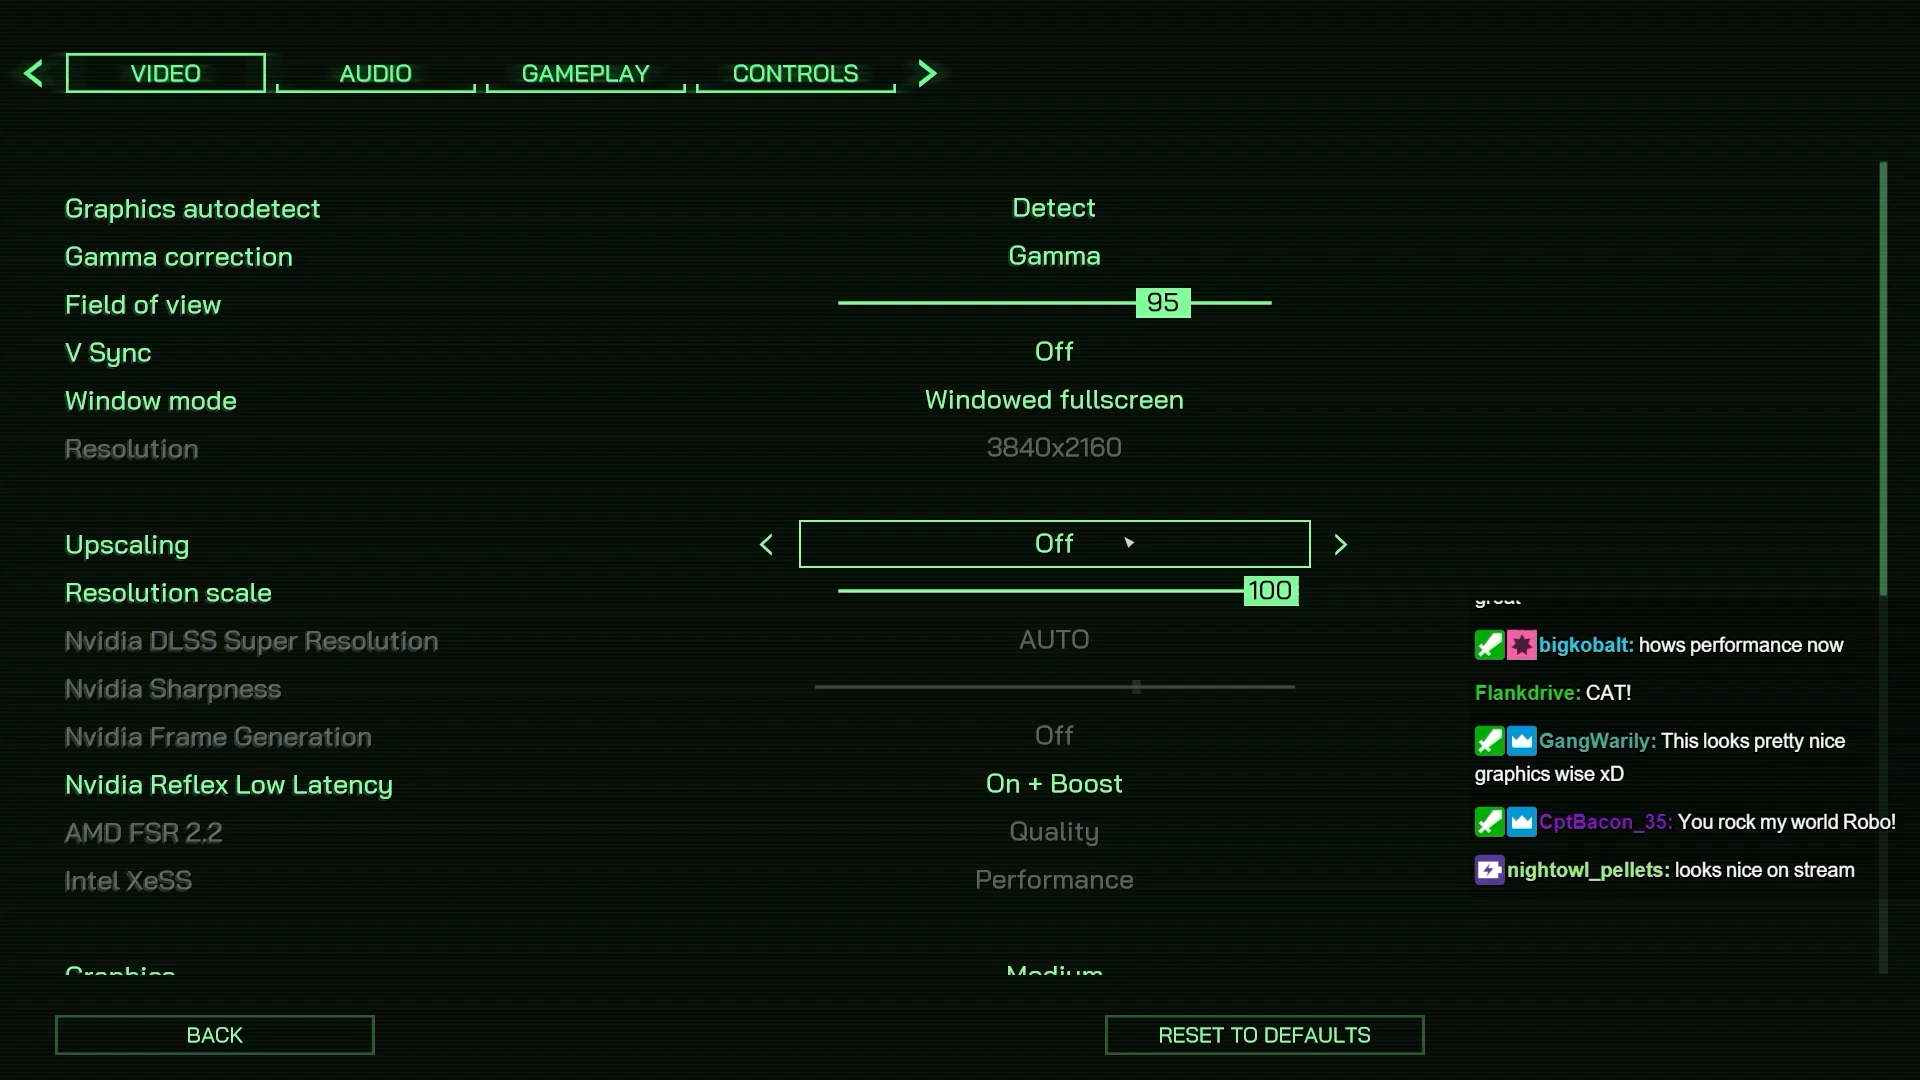 VIDEO AUDIO GAMEPLAY CONTROLS
Graphics autodetect Detect
Gamma correction Gamma
Field of view 95
V Sync Off
Window mode Windowed fullscreen
Resolution 3840x2160
Upscaling Off
Resolution scale 100
Nvidia DLSS Super Resolution AUTO
Nvidia Sharpness
Nvidia Frame Generation Off
Nvidia Reflex Low Latency On + Boost
AMD FSR 2.2 Quality
Intel XeSS Performance
Graphics Medium
great
bigkobalt: hows performance now
Flankdrive: CAT!
GangWarily: This looks pretty nice
graphics wise xD
CptBacon_35: You rock my world Robo!
nightowl_pellets: looks nice on stream
BACK RESET TO DEFAULTS